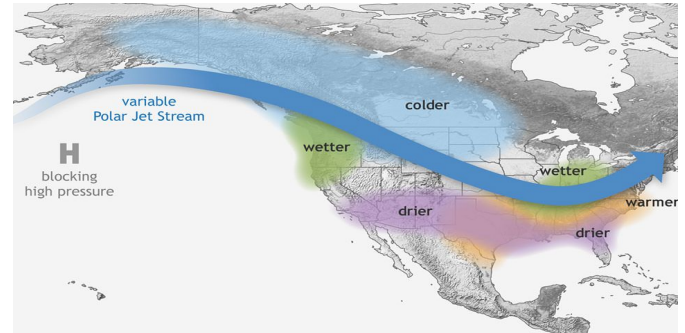 variable
Polar Jet Stream
colder
wetter
H
blocking
high pressure
wetter
warmer
drier
drier